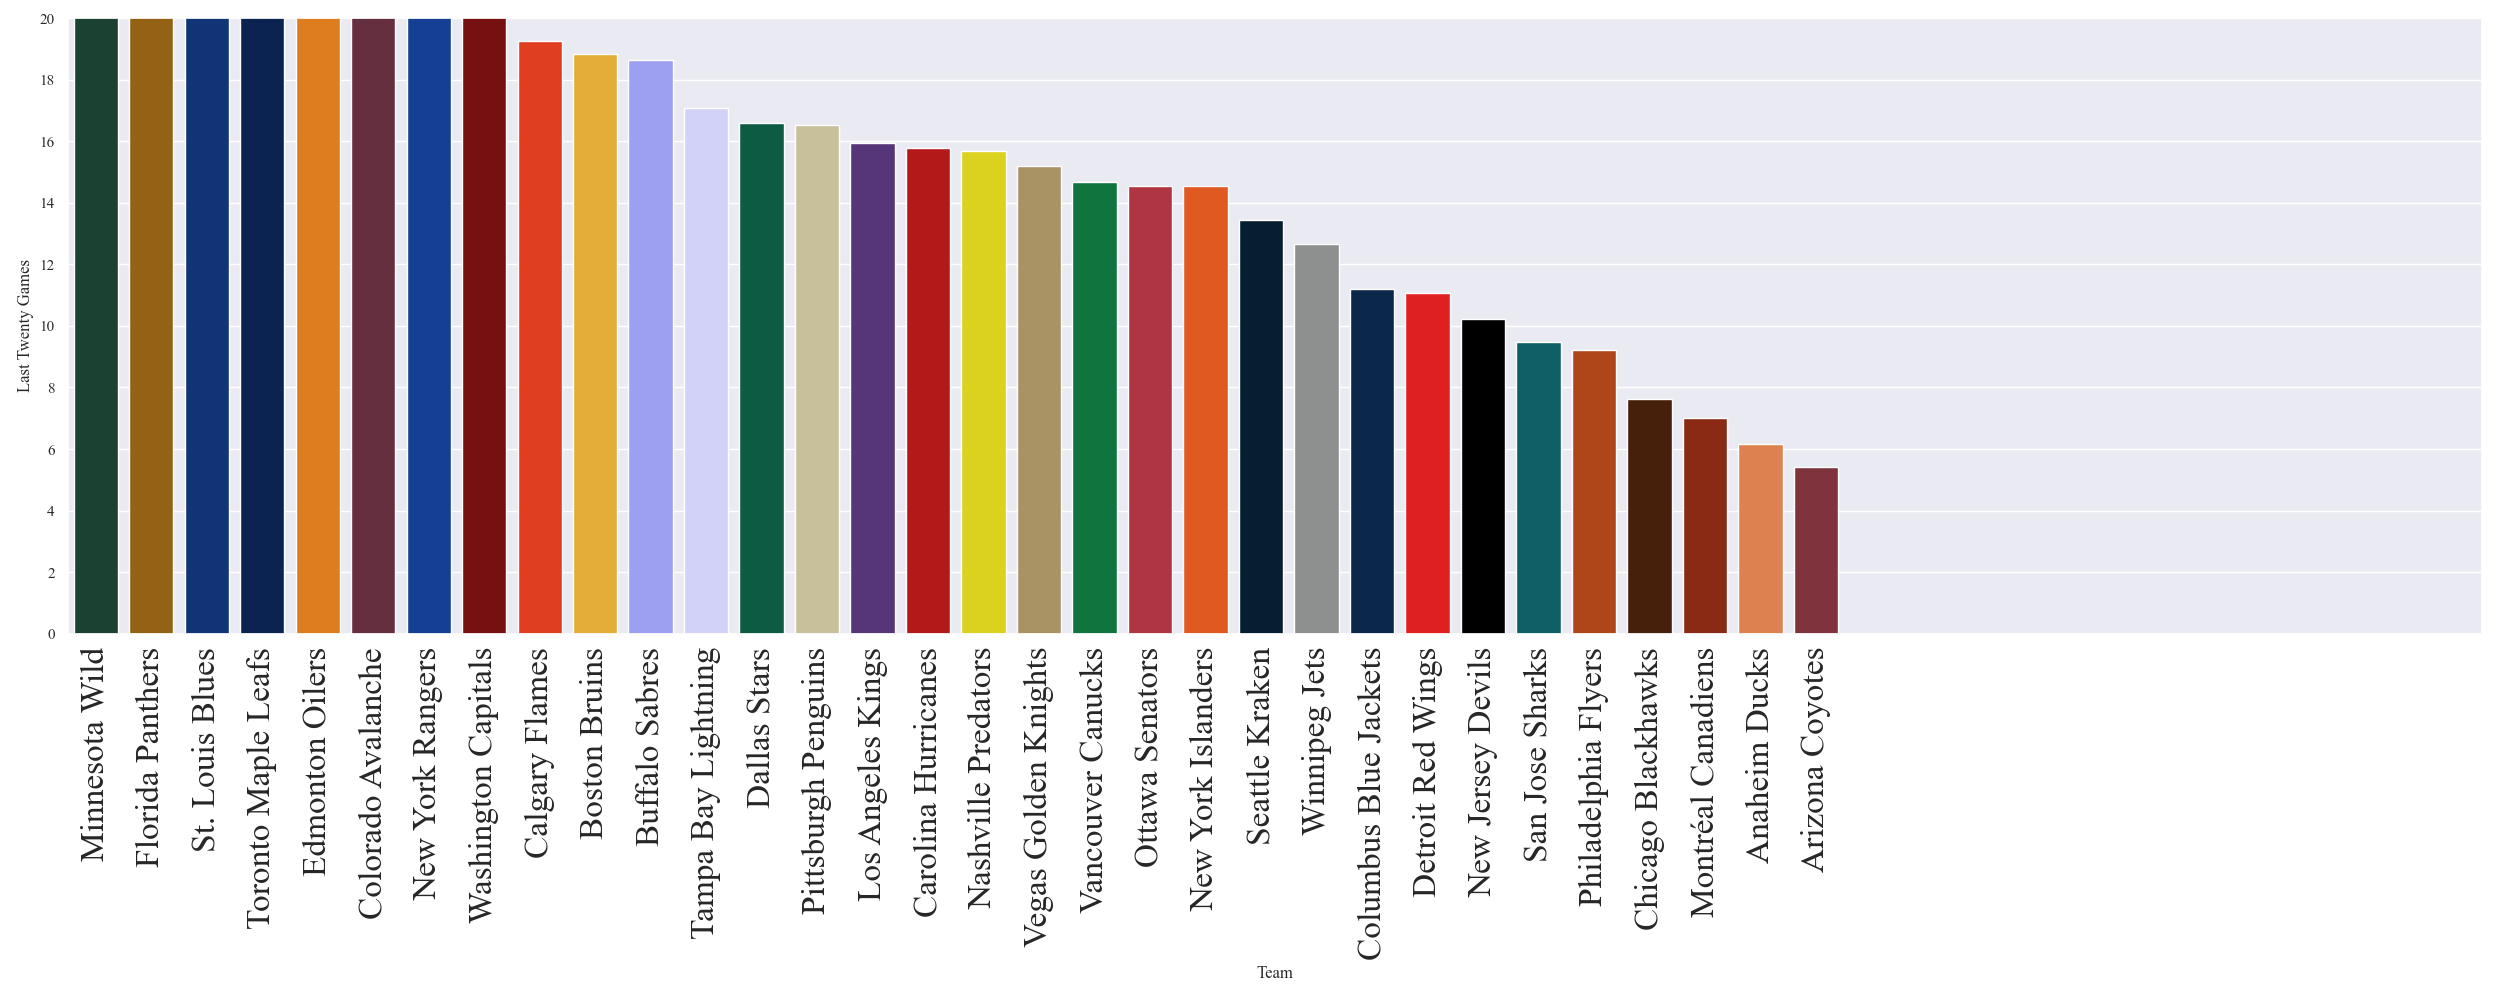 20
18
16
14
12
10
8
6
4
2
0
Last Twenty Games
Minnesota Wild
Florida Panthers
St. Louis Blues
Toronto Maple Leafs
Edmonton Oilers
Colorado Avalanche
New York Rangers
Washington Capitals
Calgary Flames
Boston Bruins
Buffalo Sabres
Tampa Bay Lightning
Dallas Stars
Pittsburgh Penguins
Los Angeles Kings
Carolina Hurricanes
Nashville Predators
Vegas Golden Knights
Vancouver Canucks
Ottawa Senators
New York Islanders
Seattle Kraken
Winnipeg Jets
Columbus Blue Jackets
Detroit Red Wings
New Jersey Devils
San Jose Sharks
Philadelphia Flyers
Chicago Blackhawks
Montréal Canadiens
Anaheim Ducks
Arizona Coyotes
Team